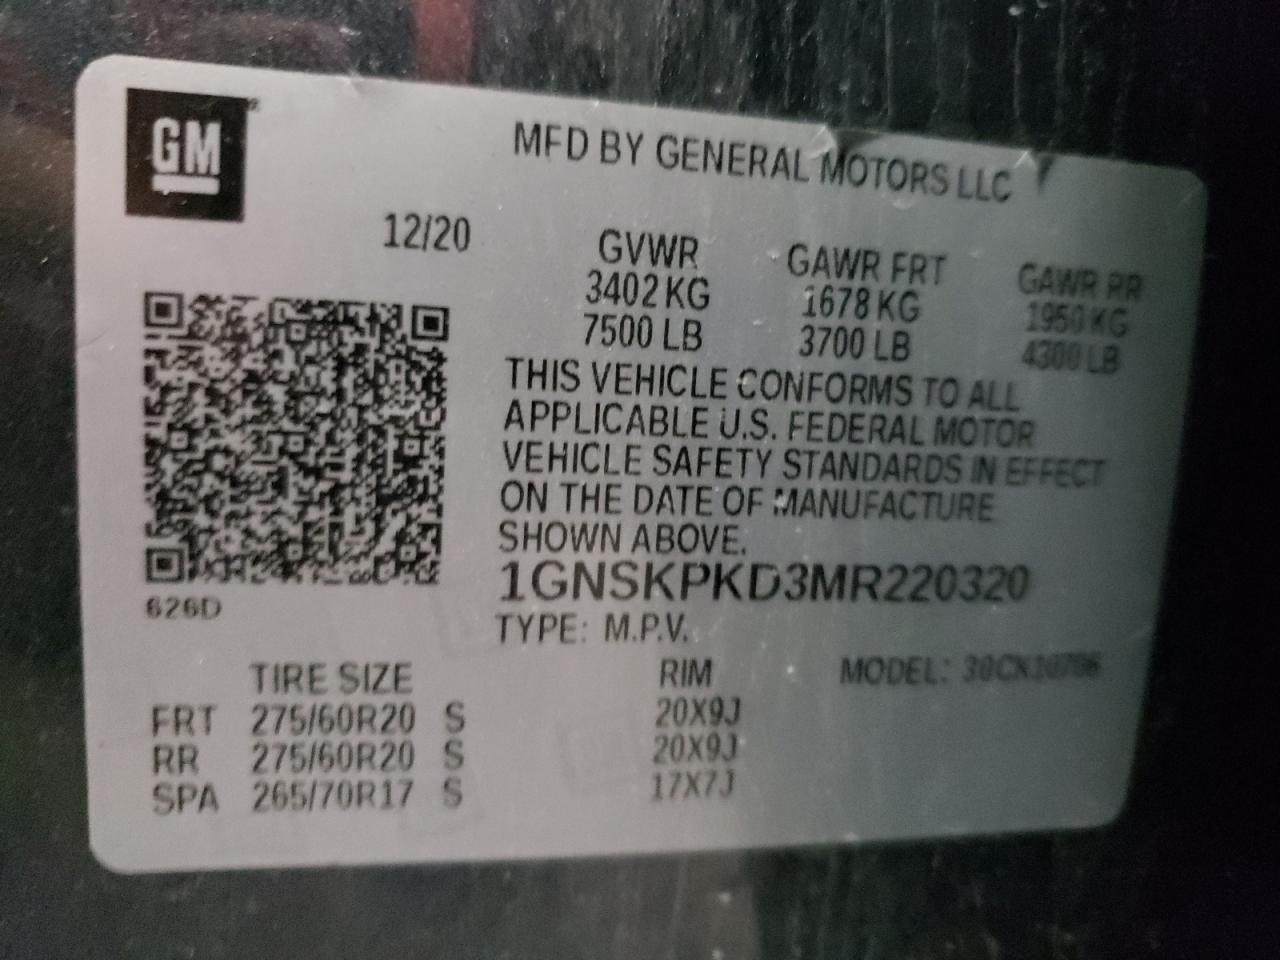 GM
MFD BY GENERAL MOTORS LLC
12/20
GVWR GAWR FRT GAWR RR
3402 KG 1678 KG 1950 KG
7500 LB 3700 LB 4300 LB
THIS VEHICLE CONFORMS TO ALL
APPLICABLE U.S. FEDERAL MOTOR
VEHICLE SAFETY STANDARDS IN EFFECT
ON THE DATE OF MANUFACTURE
SHOWN ABOVE.
1GNSKPKD3MR220320
626D
TYPE: M.P.V.
TIRE SIZE RIM MODEL:
FRT 275/60R20 S 20X9J
RR 275/60R20 S 20X9J
SPA 265/70R17 S 17X7J